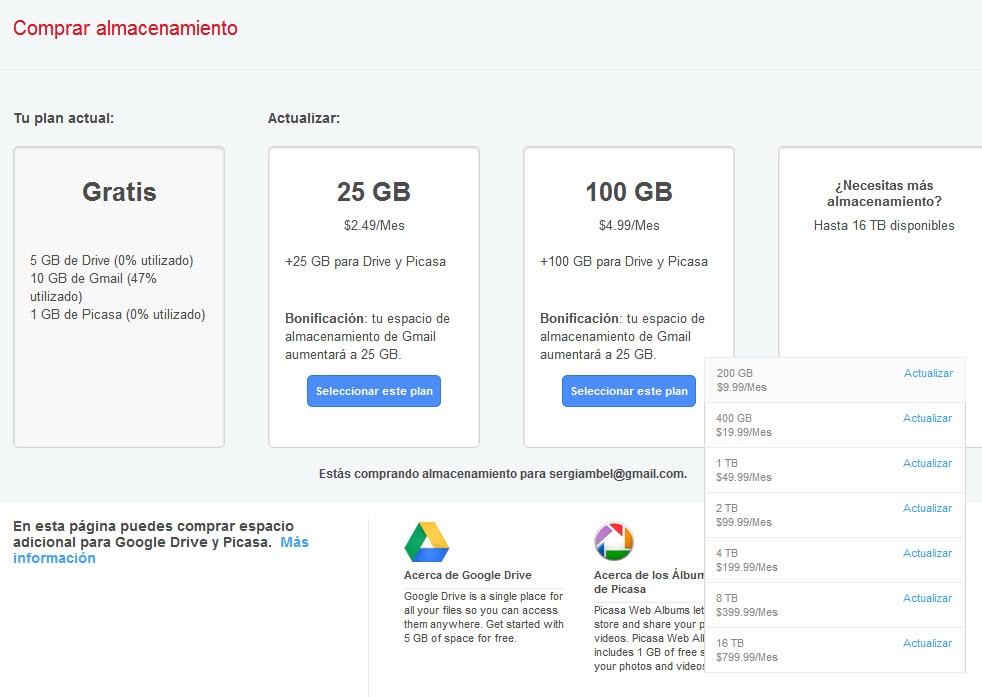 Comprar almacenamiento
Tu plan actual:
Actualizar:
Gratis
5 GB de Drive (0% utilizado)
10 GB de Gmail (47%
utilizado)
1 GB de Picasa (0% utilizado)
25 GB
$2.49/Mes
+25 GB para Drive y Picasa
Bonificación: tu espacio de
almacenamiento de Gmail
aumentará a 25 GB.
Seleccionar este plan
100 GB
$4.99/Mes
+100 GB para Drive y Picasa
Bonificación: tu espacio de
almacenamiento de Gmail
aumentará a 25 GB.
Seleccionar este plan
¿Necesitas más
almacenamiento?
Hasta 16 TB disponibles
200 GB Actualizar
$9.99/Mes
400 GB Actualizar
$19.99/Mes
1 TB Actualizar
$49.99/Mes
2 TB Actualizar
$99.99/Mes
4 TB Actualizar
$199.99/Mes
8 TB Actualizar
$399.99/Mes
16 TB Actualizar
$799.99/Mes
Estás comprando almacenamiento para sergiambel@gmail.com.
En esta página puedes comprar espacio
adicional para Google Drive y Picasa. Más
información
Acerca de Google Drive
Google Drive is a single place for
all your files so you can access
them anywhere. Get started with
5 GB of space for free.
Acerca de los Álbum
de Picasa
Picasa Web Albums let
store and share your p
videos. Picasa Web Al
includes 1 GB of free s
your photos and videos